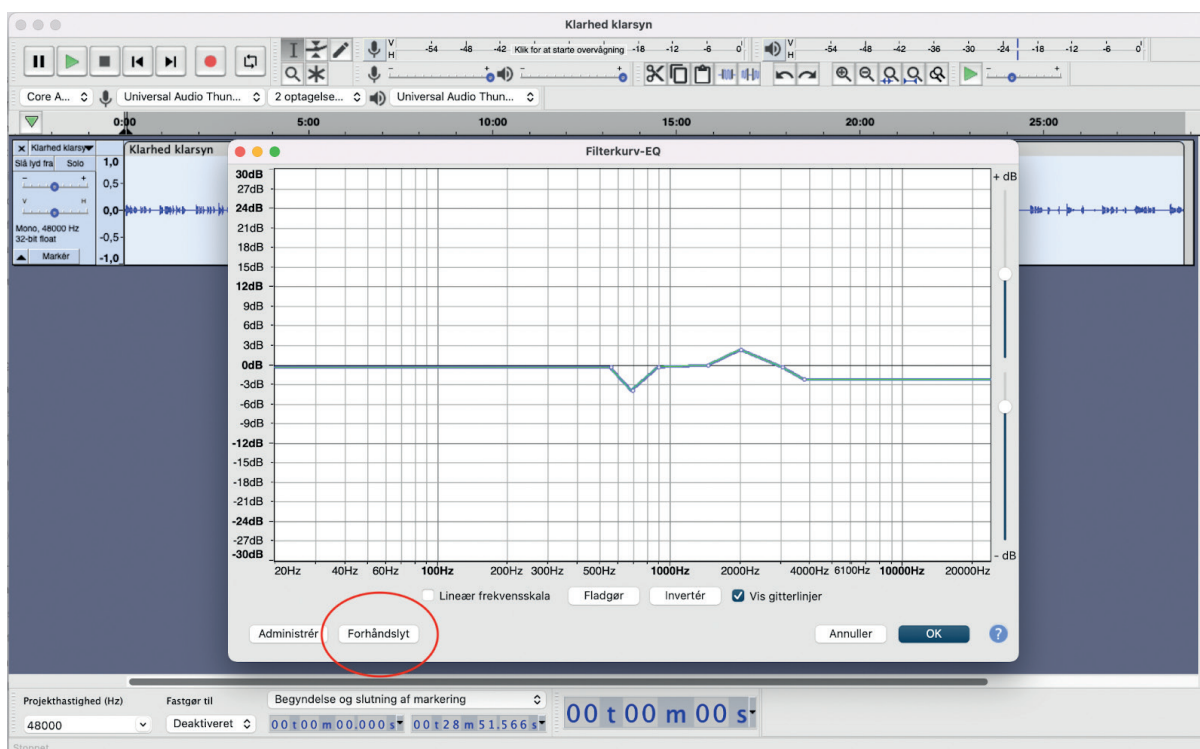 Klarhed klarsyn
V
H
-54 -48 -42 Klik for at starte overvågning -18 -12 -6 0
V
H
-54 -48 -42 -36 -30 -24 -18 -12 -6 0
- +
- +
- +
Core A... Universal Audio Thun... 2 optagelse... Universal Audio Thun...
0:00 5:00 10:00 15:00 20:00 25:00
Klarhed klarsy
Klarhed klarsyn
Slå lyd fra Solo
- +
V H
Mono, 48000 Hz
32-bit float
Markér
1,0
0,5
0,0
-0,5
-1,0
Filterkurv-EQ
30dB
27dB
24dB
21dB
18dB
15dB
12dB
9dB
6dB
3dB
0dB
-3dB
-6dB
-9dB
-12dB
-15dB
-18dB
-21dB
-24dB
-27dB
-30dB
+ dB
- dB
20Hz 40Hz 60Hz 100Hz 200Hz 300Hz 500Hz 1000Hz 2000Hz 4000Hz 6100Hz 10000Hz 20000Hz
Lineær frekvensskala Fladgør Invertér Vis gitterlinjer
Administrér Forhåndslyt Annuller OK ?
Projekthastighed (Hz) Fastgør til Begyndelse og slutning af markering
48000 Deaktiveret 00 t 00 m 00.000 s 00 t 28 m 51.566 s 00 t 00 m 00 s
Stoppet